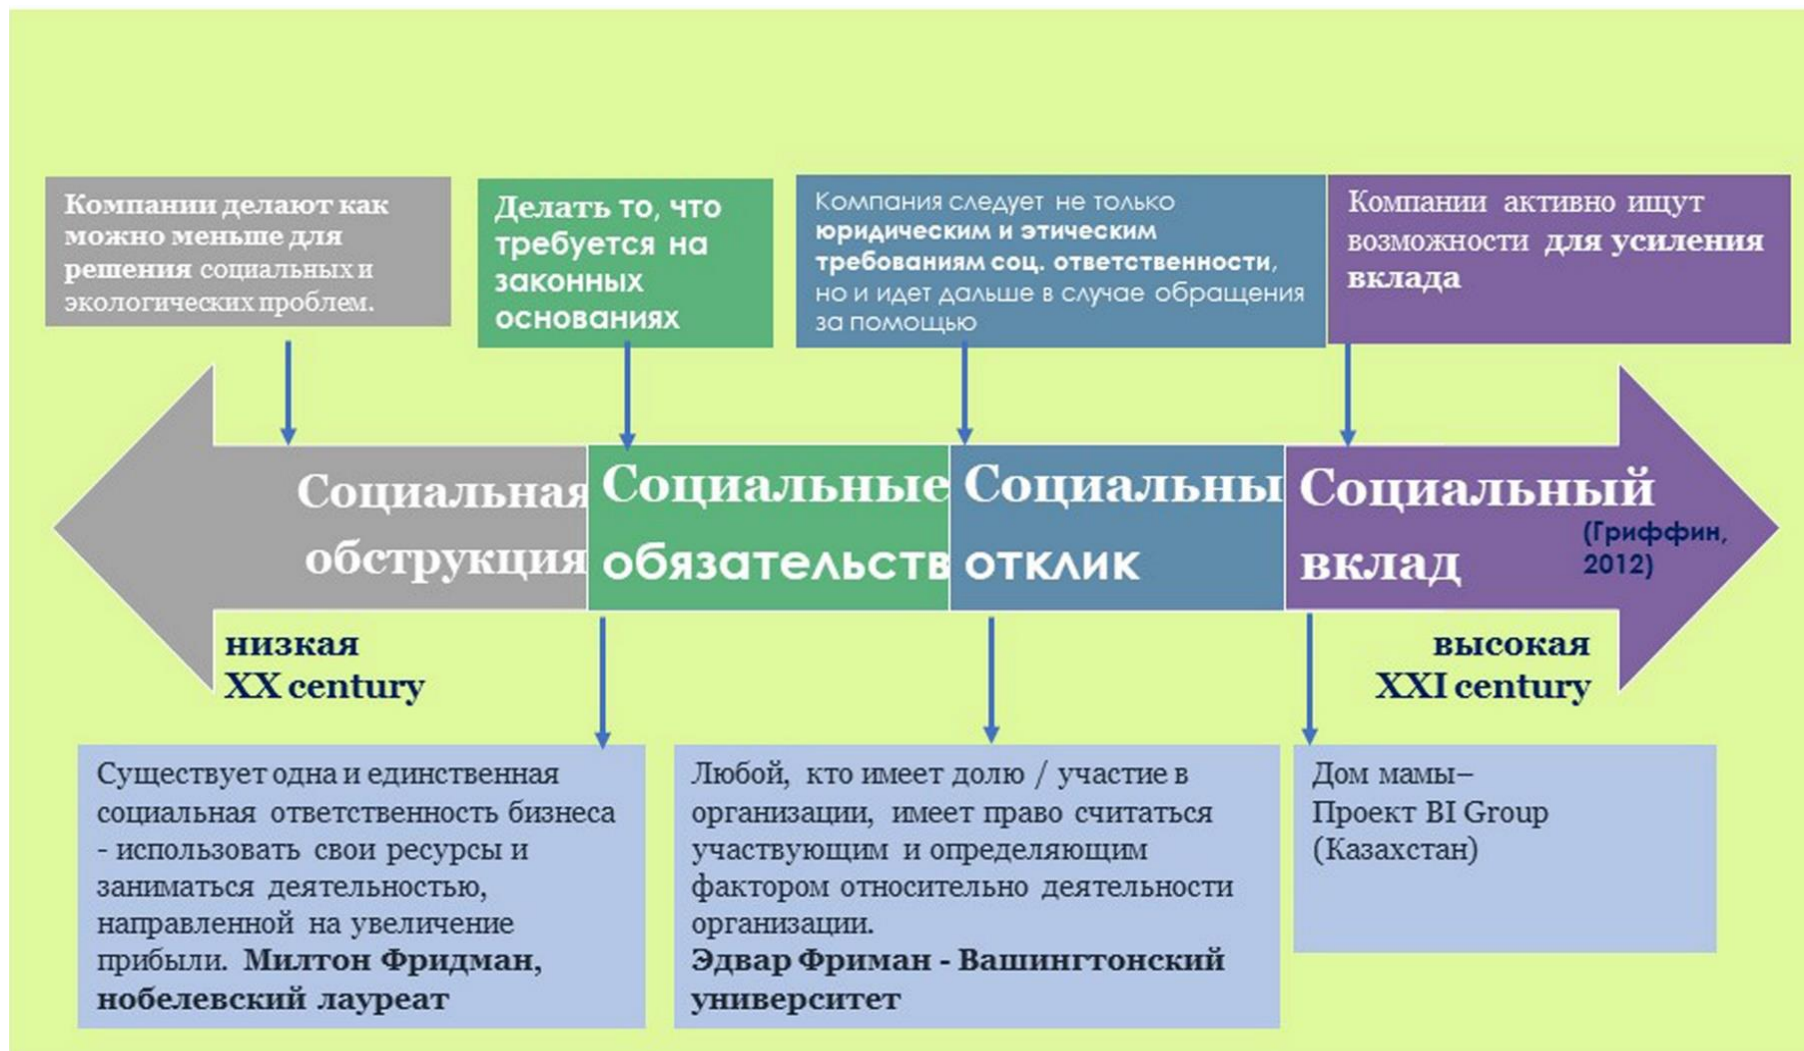 Компании делают как
можно меньше для
решения социальных и
экологических проблем.
Делать то, что
требуется на
законных
основаниях
Компания следует не только
юридическим и этическим
требованиям соц. ответственности,
но и идет дальше в случае обращения
за помощью
Компании активно ищут
возможности для усиления
вклада
Социальная
обструкция
Социальные
обязательств
Социальны
отклик
Социальный
вклад
(Гриффин,
2012)
низкая
XX century
высокая
XXI century
Существует одна и единственная
социальная ответственность бизнеса
- использовать свои ресурсы и
заниматься деятельностью,
направленной на увеличение
прибыли. Милтон Фридман,
нобелевский лауреат
Любой, кто имеет долю / участие в
организации, имеет право считаться
участвующим и определяющим
фактором относительно деятельности
организации.
Эдвар Фриман - Вашингтонский
университет
Дом мамы–
Проект BI Group
(Казахстан)